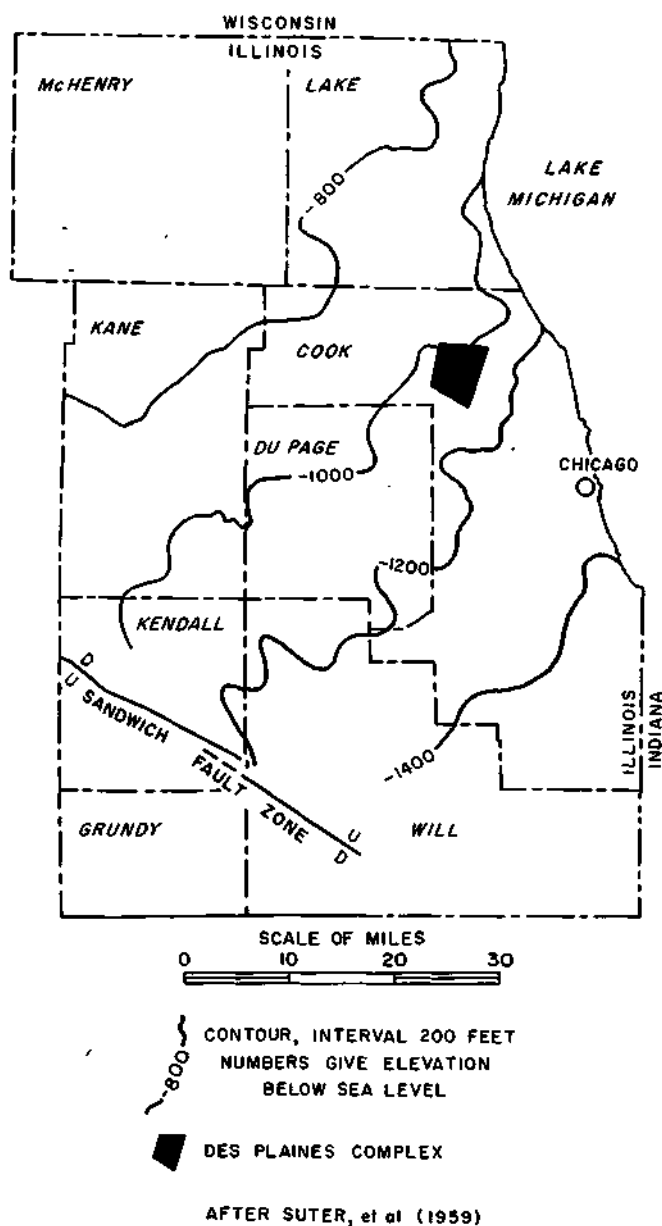 WISCONSIN
ILLINOIS
McHENRY
LAKE
LAKE
MICHIGAN
-800
KANE
COOK
DU PAGE
-1000
CHICAGO
-1200
KENDALL
D
U
SANDWICH
FAULT ZONE
U
D
-1400
ILLINOIS
INDIANA
GRUNDY
WILL
SCALE OF MILES
0 10 20 30
-800
CONTOUR, INTERVAL 200 FEET
NUMBERS GIVE ELEVATION
BELOW SEA LEVEL
DES PLAINES COMPLEX
AFTER SUTER, et al (1959)